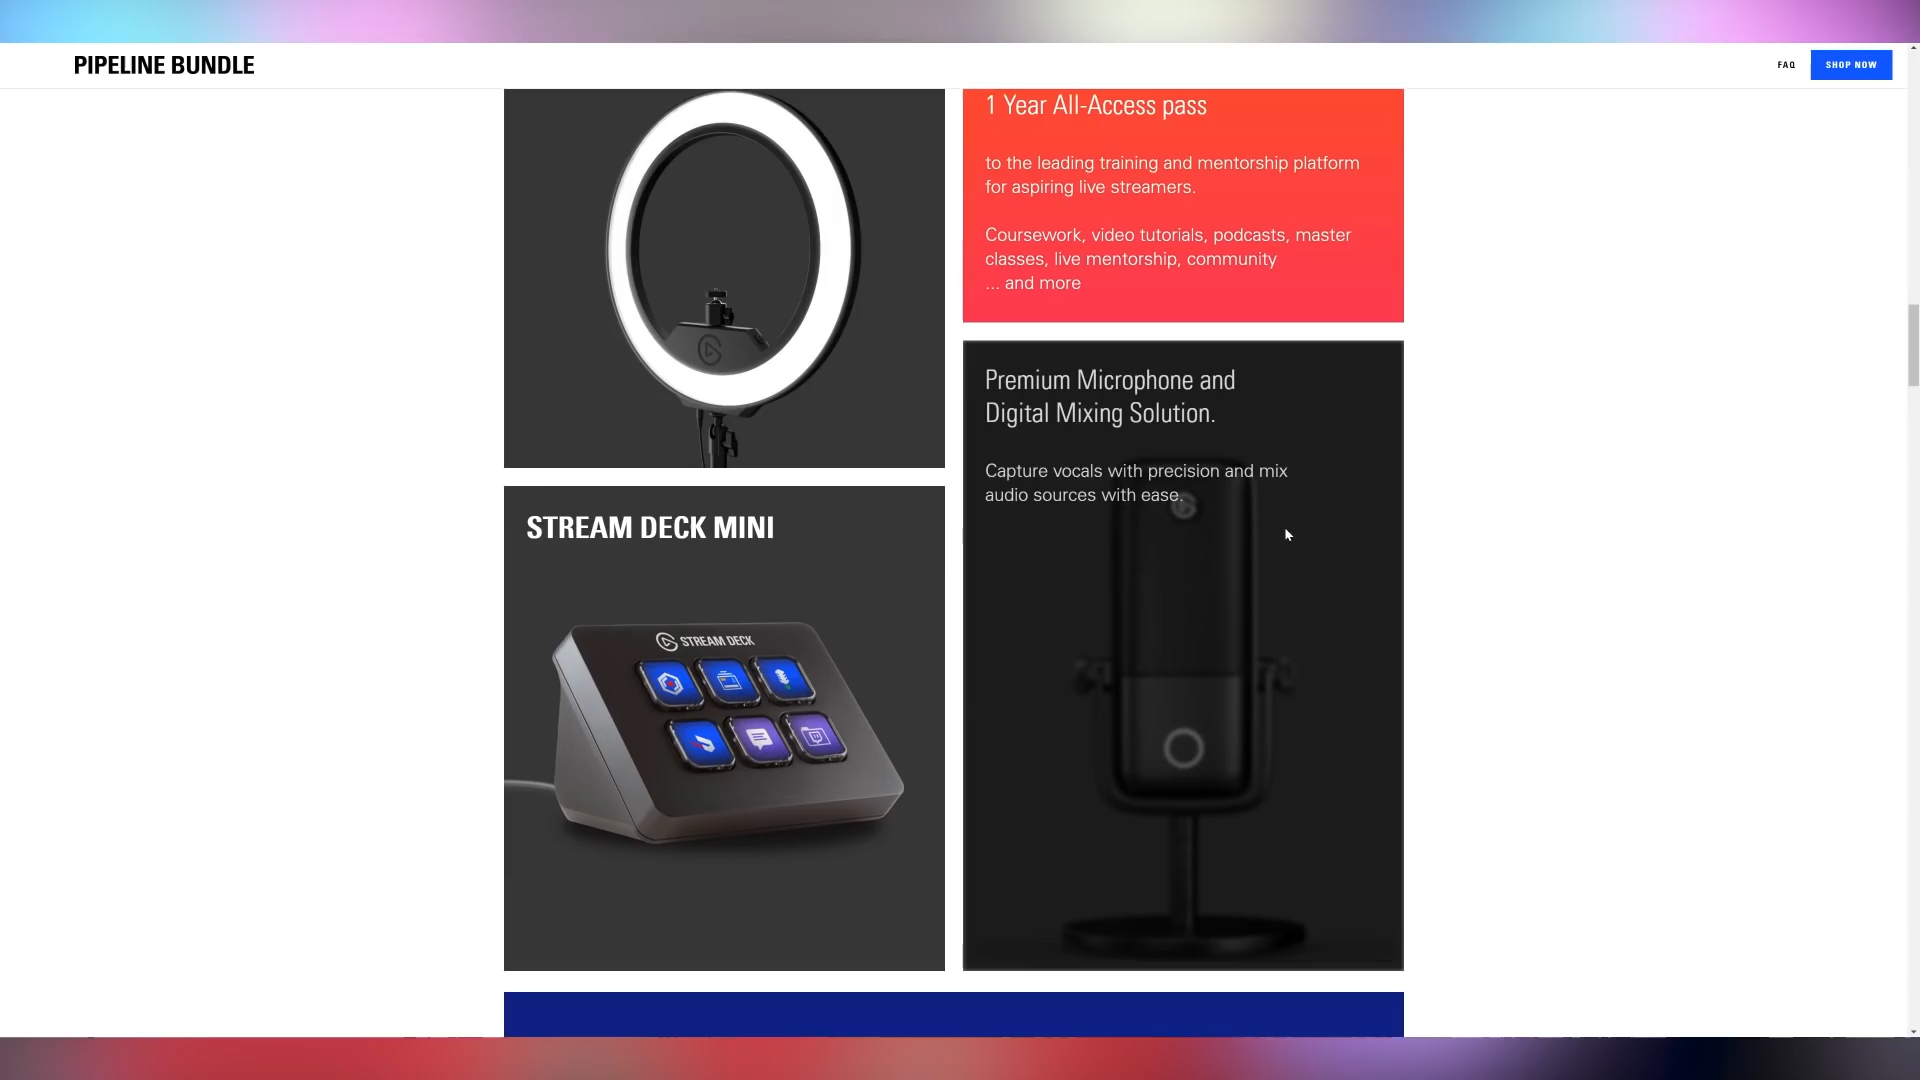 PIPELINE BUNDLE
FAQ
SHOP NOW
1 Year All-Access pass
to the leading training and mentorship platform
for aspiring live streamers.
Coursework, video tutorials, podcasts, master
classes, live mentorship, community
... and more
Premium Microphone and
Digital Mixing Solution.
Capture vocals with precision and mix
audio sources with ease.
STREAM DECK MINI
STREAM DECK